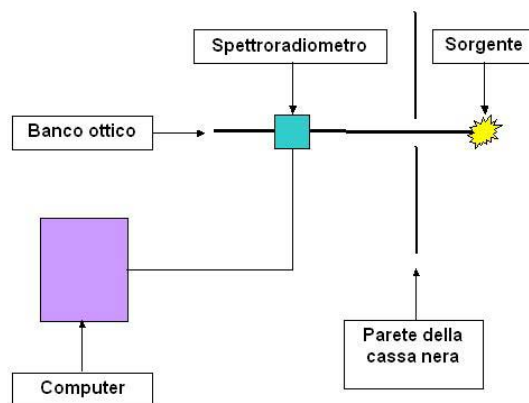 Spettroradiometro
Sorgente
Banco ottico
Parete della
cassa nera
Computer